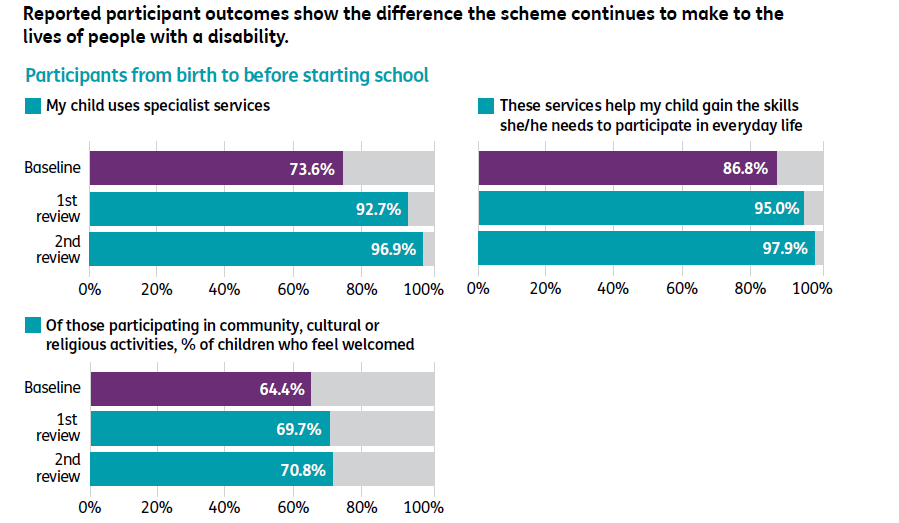 Reported participant outcomes show the difference the scheme continues to make to the
lives of people with a disability.
Participants from birth to before starting school
My child uses specialist services
Baseline
73.6%
1st
review
92.7%
2nd
review
96.9%
0% 20% 40% 60% 80% 100%
These services help my child gain the skills
she/he needs to participate in everyday life
86.8%
95.0%
97.9%
0% 20% 40% 60% 80% 100%
Of those participating in community, cultural or
religious activities, % of children who feel welcomed
Baseline
64.4%
1st
review
69.7%
2nd
review
70.8%
0% 20% 40% 60% 80% 100%